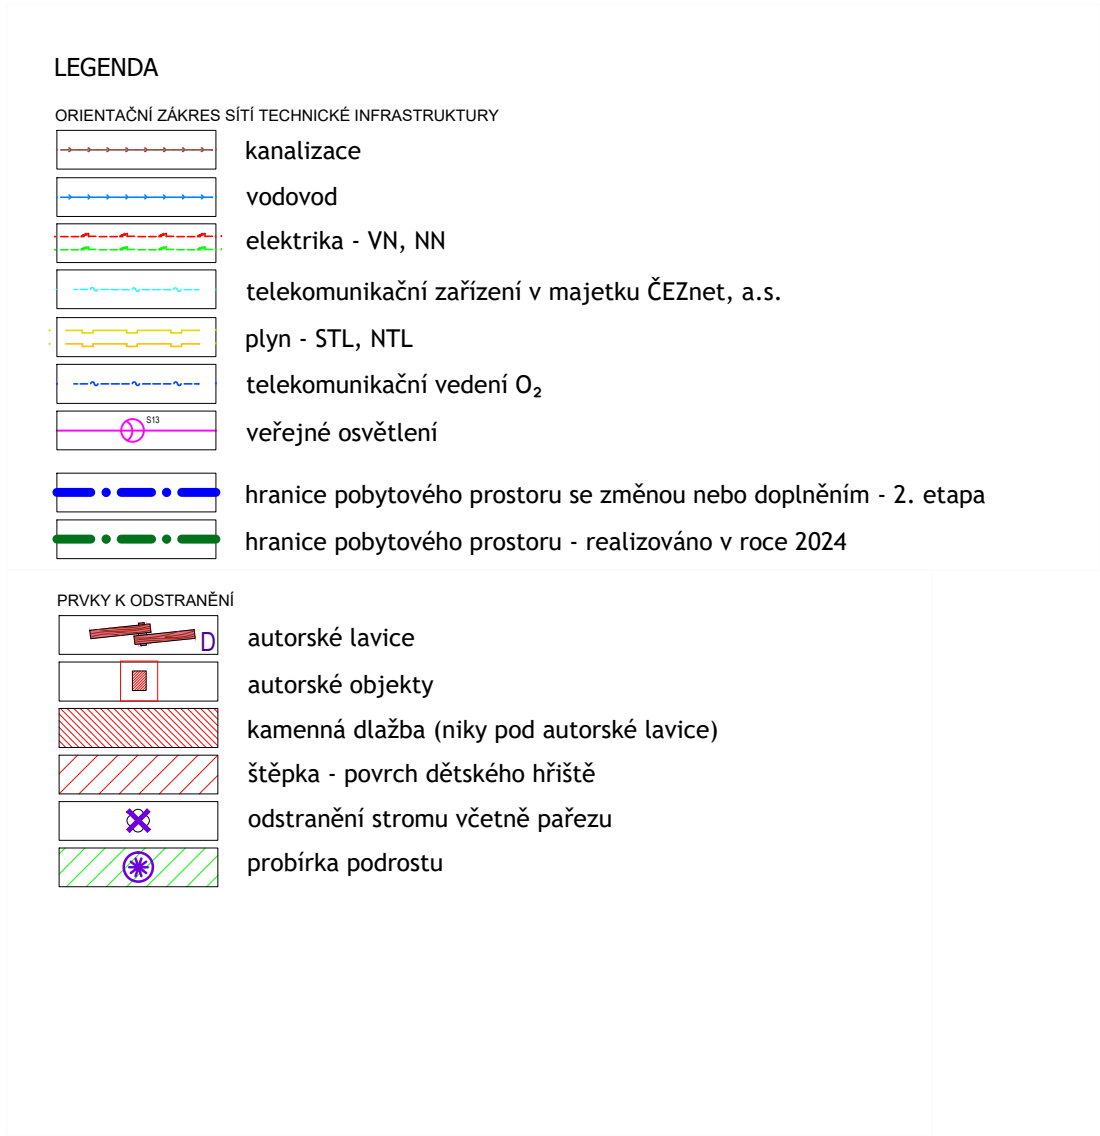 LEGENDA
ORIENTAČNÍ ZÁKRES SÍTÍ TECHNICKÉ INFRASTRUKTURY
kanalizace
vodovod
elektrika - VN, NN
telekomunikační zařízení v majetku ČEZnet, a.s.
plyn - STL, NTL
telekomunikační vedení O₂
S13
veřejné osvětlení
hranice pobytového prostoru se změnou nebo doplněním - 2. etapa
hranice pobytového prostoru - realizováno v roce 2024
PRVKY K ODSTRANĚNÍ
D autorské lavice
autorské objekty
kamenná dlažba (niky pod autorské lavice)
štěpka - povrch dětského hřiště
odstranění stromu včetně pařezu
probírka podrostu